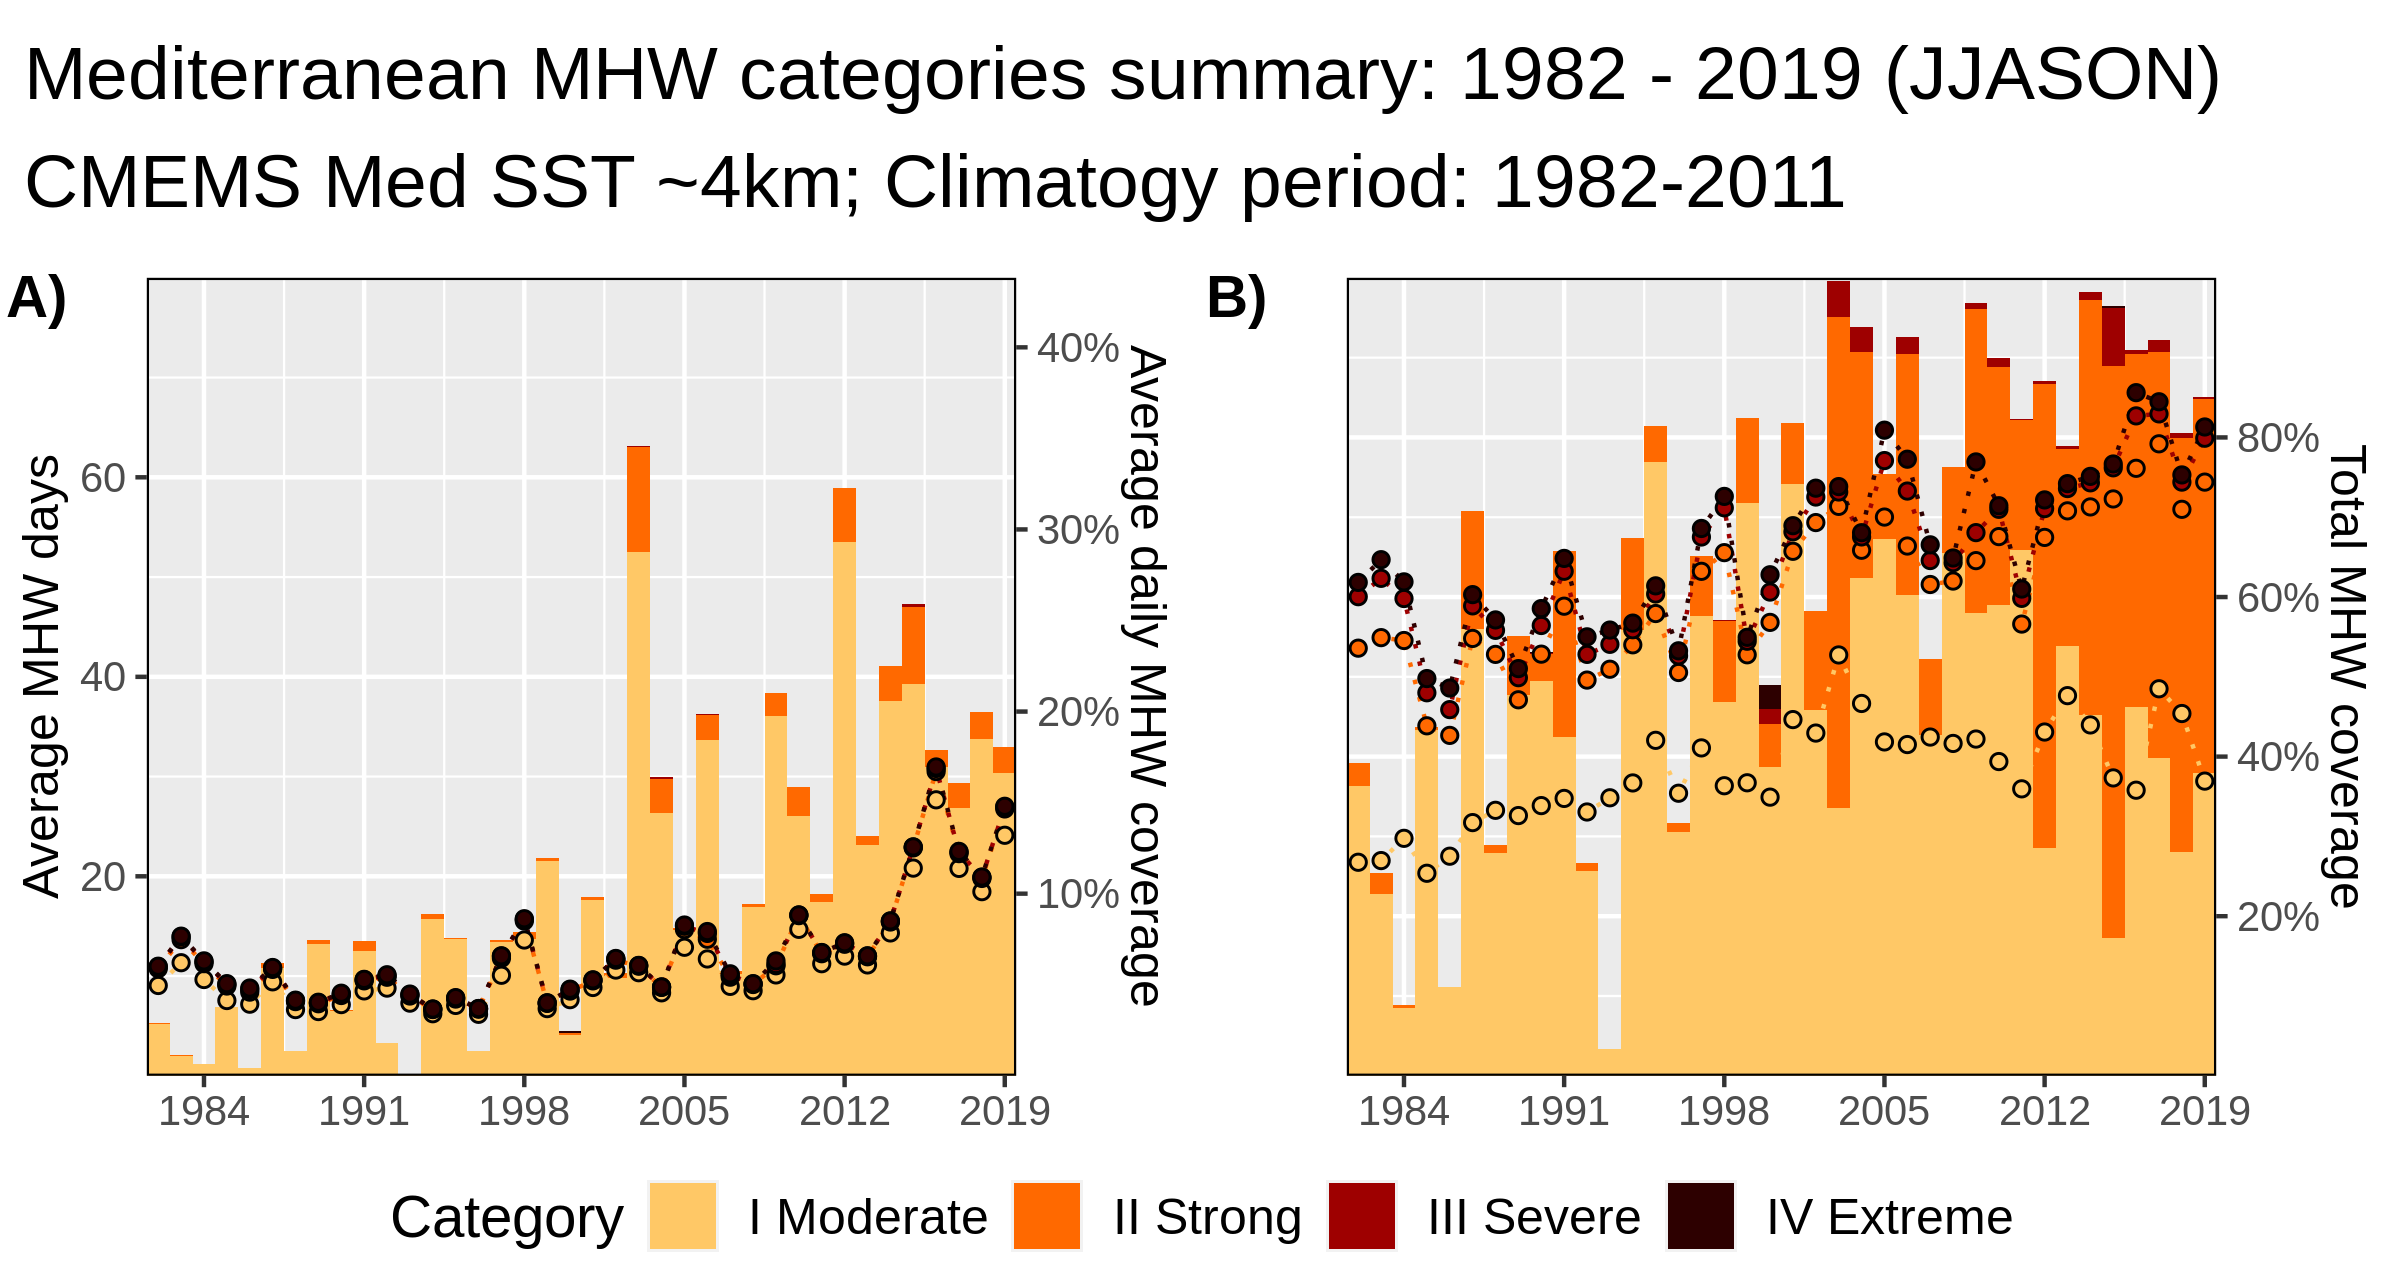 Mediterranean MHW categories summary: 1982 - 2019 (JJASON)
CMEMS Med SST ~4km; Climatogy period: 1982-2011
A)
Average MHW days
60
40
20
40%
30%
20%
10%
Average daily MHW coverage
1984 1991 1998 2005 2012 2019
B)
80%
60%
40%
20%
Total MHW coverage
1984 1991 1998 2005 2012 2019
Category I Moderate II Strong III Severe IV Extreme